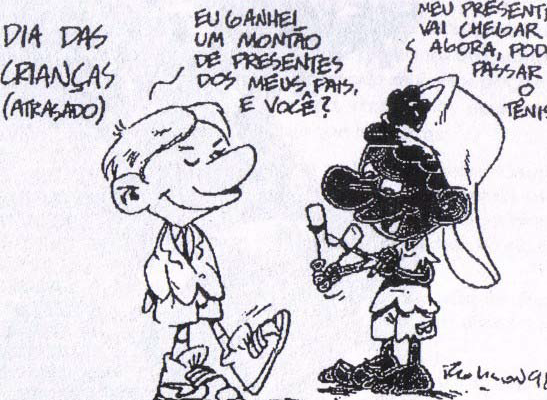 DIA DAS
CRIANÇAS
(ATRASADO)
EU GANHEI
UM MONTÃO
DE PRESENTES
DOS MEUS PAIS,
E VOCÊ?
MEU PRESENTE
VAI CHEGAR
AGORA, POD
PASSAR
O
TÊNIS